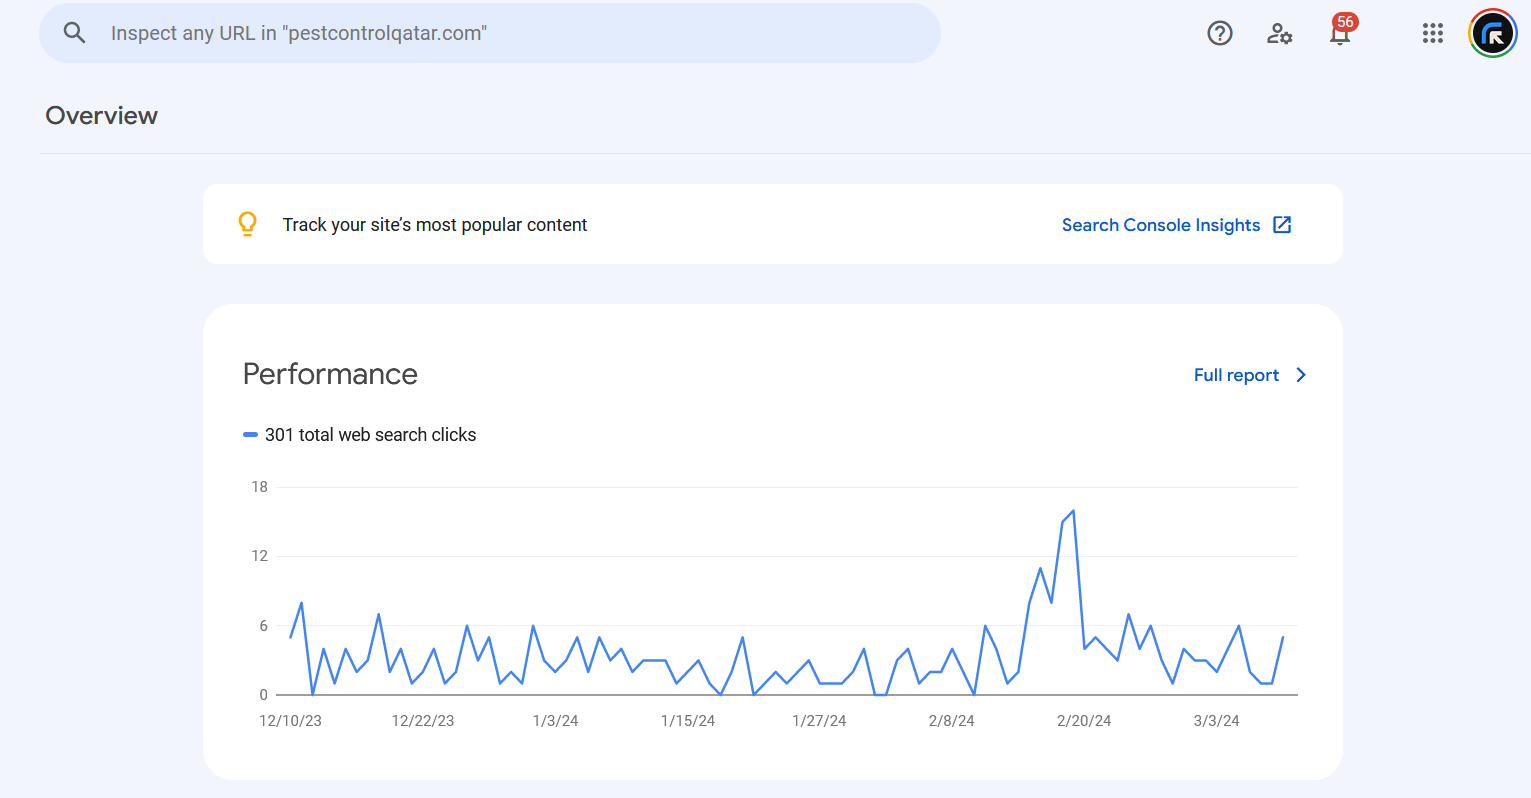 Inspect any URL in "pestcontrolqatar.com"
56
Overview
Track your site’s most popular content
Search Console Insights
Performance
Full report
301 total web search clicks
18
12
6
0
12/10/23 12/22/23 1/3/24 1/15/24 1/27/24 2/8/24 2/20/24 3/3/24